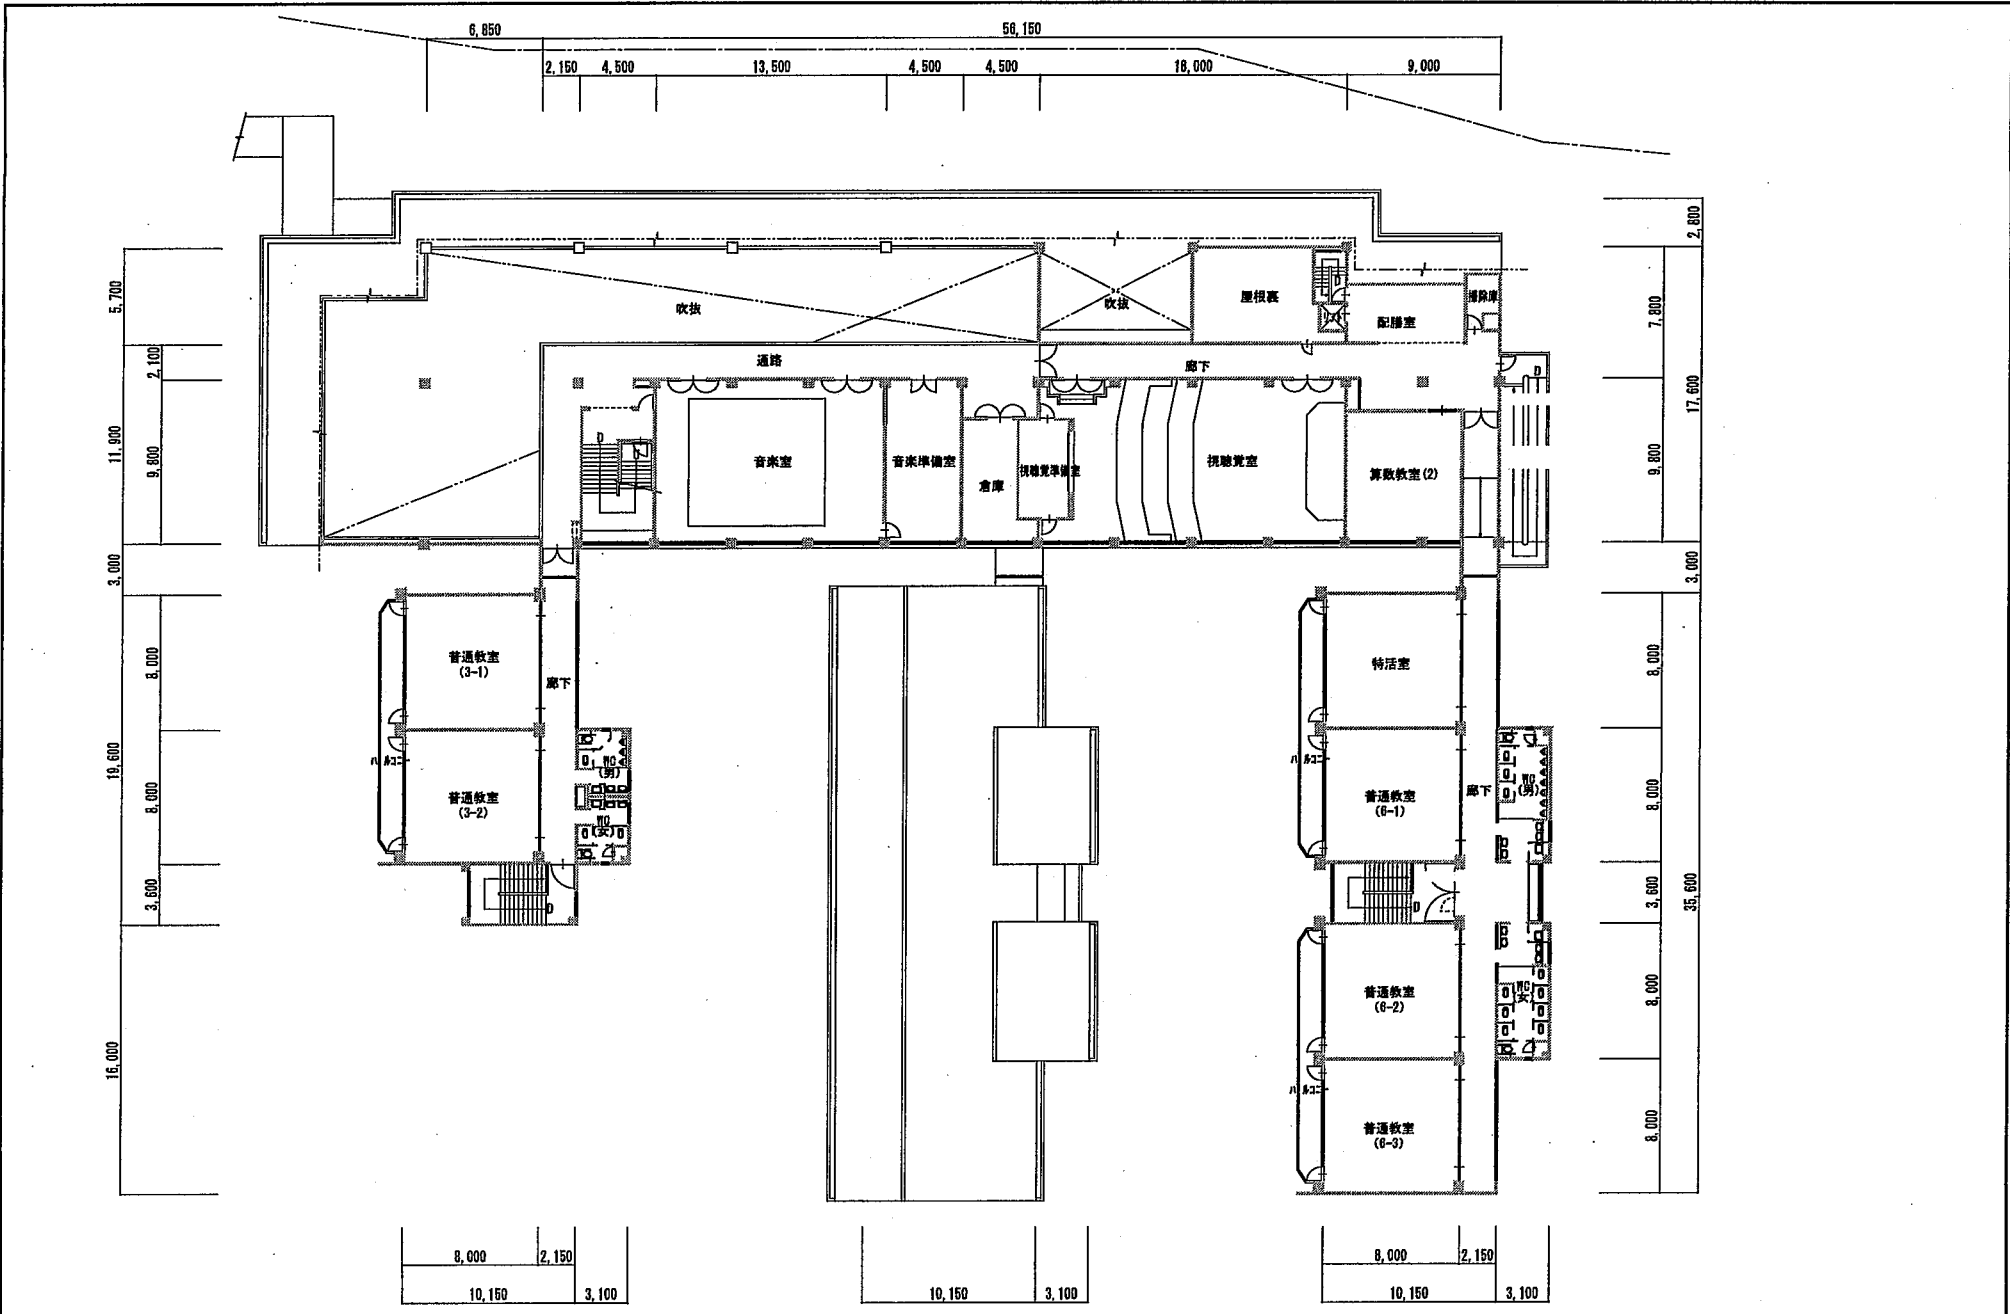 6,850
56,150
2,150
4,500
13,500
4,500
4,500
18,000
9,000
2,800
5,700
7,800
吹抜
吹抜
屋根裏
D
配膳室
掃除庫
2,100
通路
廊下
D
17,600
11,900
9,800
D
音楽室
音楽準備室
倉庫
視聴覚準備室
視聴覚室
算数教室(2)
9,800
3,000
3,000
8,000
普通教室
(3-1)
廊下
特活室
8,000
19,600
バルコニー
WC
(男)
バルコニー
WC
(男)
8,000
普通教室
(3-2)
WC
(女)
普通教室
(6-1)
廊下
8,000
3,600
D
D
3,600
35,600
普通教室
(6-2)
WC
(女)
8,000
16,000
バルコニー
普通教室
(6-3)
8,000
8,000
2,150
8,000
2,150
10,150
3,100
10,150
3,100
10,150
3,100